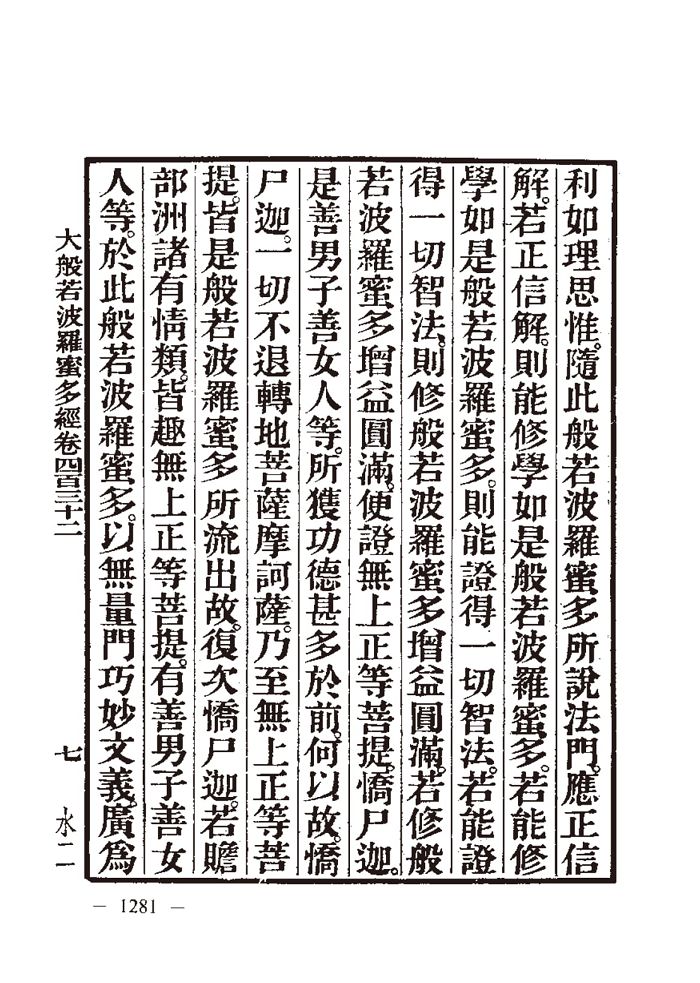 利如理思惟。隨此般若波羅蜜多所說法門。應正信
解。若正信解。則能修學如是般若波羅蜜多。若能修
學如是般若波羅蜜多。則能證得一切智法。若能證
得一切智法。則修般若波羅蜜多增益圓滿。若修般
若波羅蜜多增益圓滿。便證無上正等菩提。憍尸迦。
是善男子善女人等。所獲功德甚多於前。何以故。憍
尸迦。一切不退轉地菩薩摩訶薩。乃至無上正等菩
提。皆是般若波羅蜜多所流出故。復次憍尸迦。若贍
部洲諸有情類。皆趣無上正等菩提。有善男子善女
人等。於此般若波羅蜜多。以無量門巧妙文義。廣爲
大般若波羅蜜多經卷四百三十二
七
水二
— 1281 —